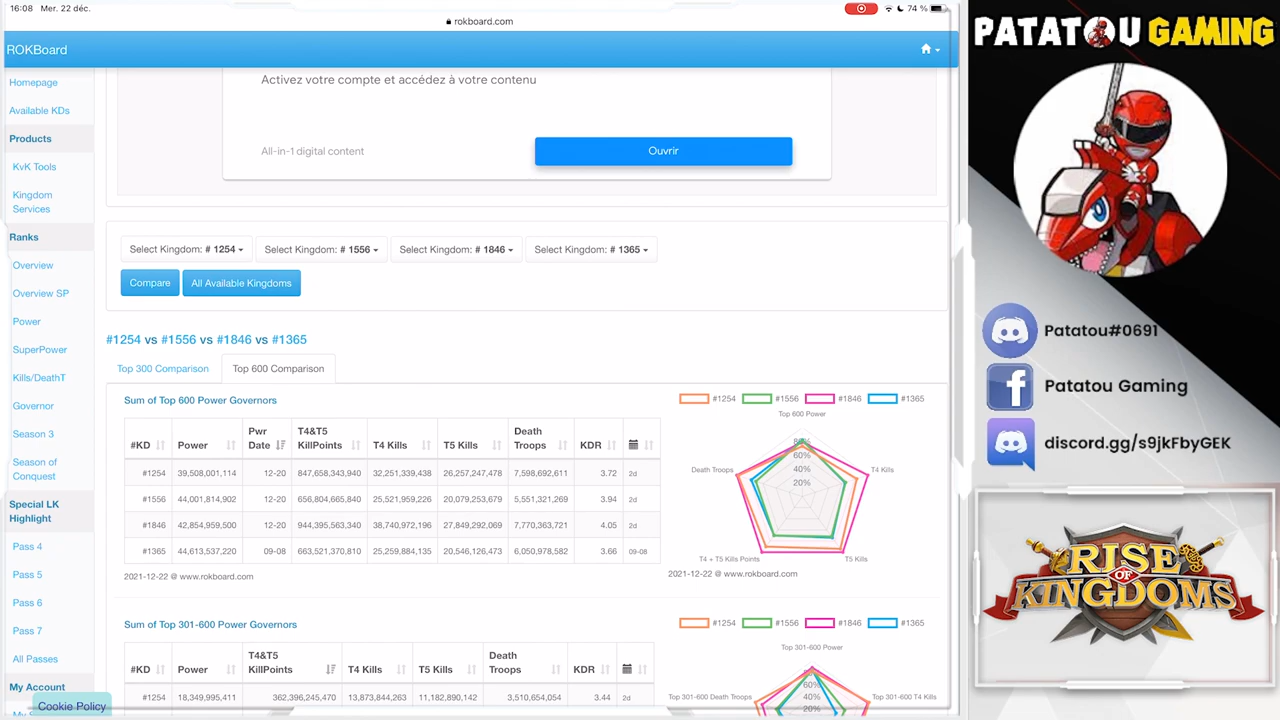 16:08 Mer. 22 déc.
rokboard.com
74 %
ROKBoard
Homepage
Available KDs
Products
KvK Tools
Kingdom
Services
Ranks
Overview
Overview SP
Power
SuperPower
Kills/DeathT
Governor
Season 3
Season of
Conquest
Special LK
Highlight
Pass 4
Pass 5
Pass 6
Pass 7
All Passes
My Account
Cookie Policy
Activez votre compte et accédez à votre contenu
All-in-1 digital content
Ouvrir
Select Kingdom: # 1254 Select Kingdom: # 1556 Select Kingdom: # 1846 Select Kingdom: # 1365
Compare All Available Kingdoms
#1254 vs #1556 vs #1846 vs #1365
Top 300 Comparison Top 600 Comparison
Sum of Top 600 Power Governors
#KD Power Pwr Date T4&T5 KillPoints T4 Kills T5 Kills Death Troops KDR
#1254 39,508,001,114 12-20 847,658,343,940 32,251,339,438 26,257,247,478 7,598,692,611 3.72 2d
#1556 44,001,814,902 12-20 656,804,665,840 25,521,959,226 20,079,253,679 5,551,321,269 3.94 2d
#1846 42,854,959,500 12-20 944,395,563,340 38,740,972,196 27,849,292,069 7,770,363,721 4.05 2d
#1365 44,613,537,220 09-08 663,521,370,810 25,259,884,135 20,546,126,473 6,050,978,582 3.66 09-08
2021-12-22 @ www.rokboard.com
#1254 #1556 #1846 #1365
Top 600 Power
80%
60%
40%
20%
Death Troops
T4 Kills
T4 + T5 Kills Points
T5 Kills
2021-12-22 @ www.rokboard.com
Sum of Top 301-600 Power Governors
#KD Power T4&T5 KillPoints T4 Kills T5 Kills Death Troops KDR
#1254 18,349,995,411 362,396,245,470 13,873,844,263 11,182,890,142 3,510,654,054 3.44 2d
#1254 #1556 #1846 #1365
Top 301-600 Power
60%
40%
20%
Top 301-600 Death Troops
Top 301-600 T4 Kills
PATATOU GAMING
Patatou#0691
Patatou Gaming
discord.gg/s9jkFbyGEK
RISE
OF
KINGDOMS